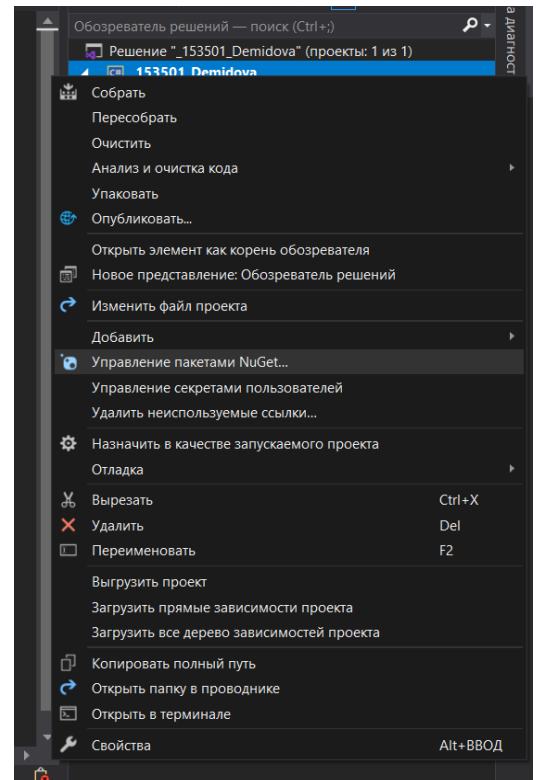 Обозреватель решений — поиск (Ctrl+;)
Решение "_153501_Demidova" (проекты: 1 из 1)
_153501_Demidova
а диагност
Собрать
Пересобрать
Очистить
Анализ и очистка кода
Упаковать
Опубликовать...
Открыть элемент как корень обозревателя
Новое представление: Обозреватель решений
Изменить файл проекта
Добавить
Управление пакетами NuGet...
Управление секретами пользователей
Удалить неиспользуемые ссылки...
Назначить в качестве запускаемого проекта
Отладка
Вырезать Ctrl+X
Удалить Del
Переименовать F2
Выгрузить проект
Загрузить прямые зависимости проекта
Загрузить все дерево зависимостей проекта
Копировать полный путь
Открыть папку в проводнике
Открыть в терминале
Свойства Alt+ВВОД